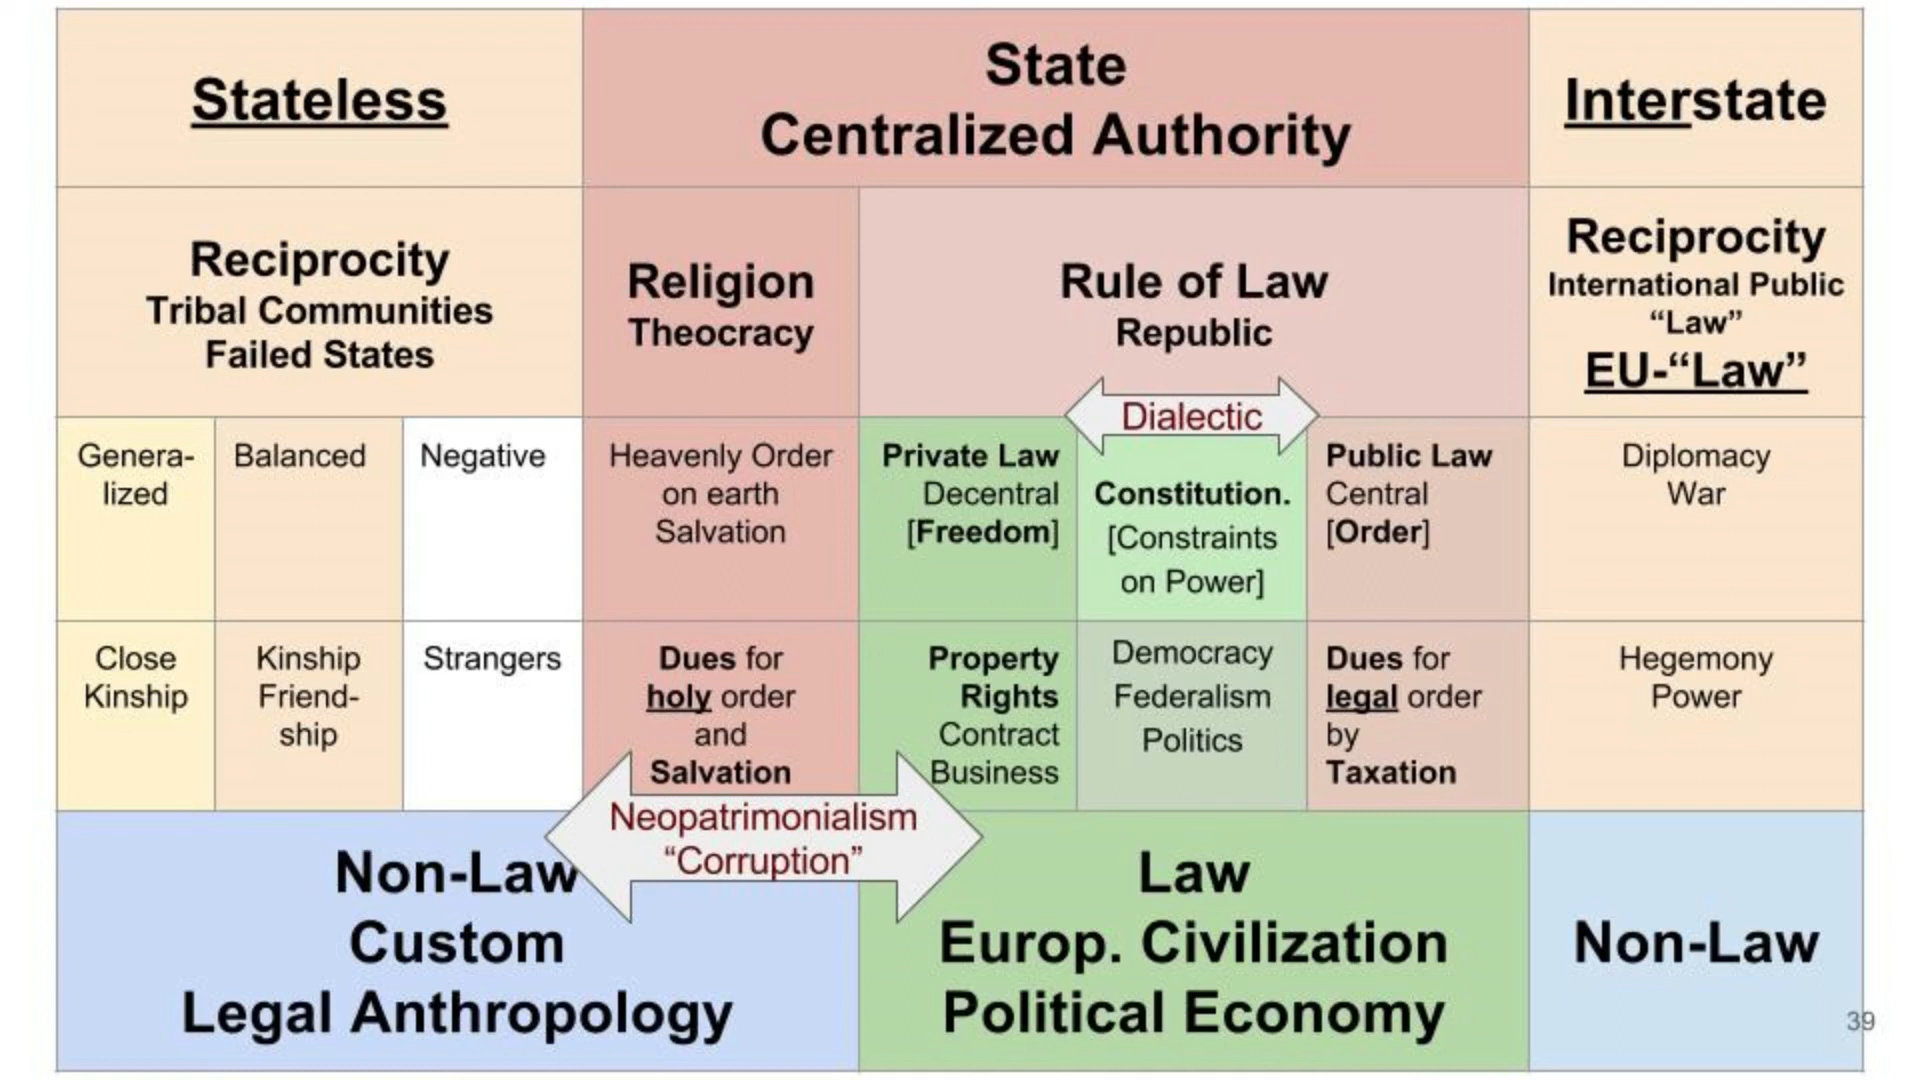 Stateless
State
Centralized Authority
Interstate
Reciprocity
Tribal Communities
Failed States
Religion
Theocracy
Rule of Law
Republic
Reciprocity
International Public
“Law”
EU-“Law”
Dialectic
Genera-
lized
Balanced
Negative
Heavenly Order
on earth
Salvation
Private Law
Decentral
[Freedom]
Constitution.
[Constraints
on Power]
Public Law
Central
[Order]
Diplomacy
War
Close
Kinship
Kinship
Friend-
ship
Strangers
Dues for
holy order
and
Salvation
Property
Rights
Contract
Business
Democracy
Federalism
Politics
Dues for
legal order
by
Taxation
Hegemony
Power
Neopatrimonialism
“Corruption”
Non-Law
Custom
Legal Anthropology
Law
Europ. Civilization
Political Economy
Non-Law
39